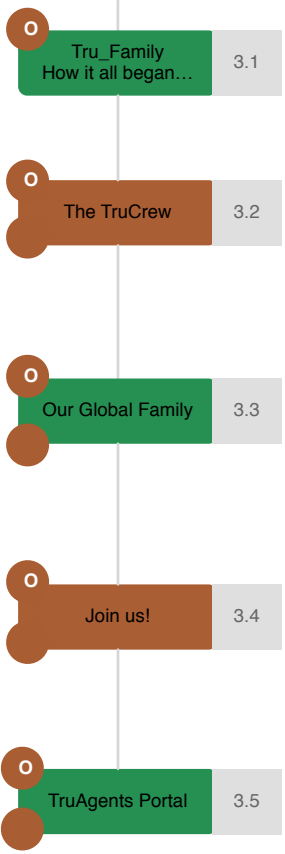 O
Tru_Family
How it all began…
3.1
O
The TruCrew
3.2
O
Our Global Family
3.3
O
Join us!
3.4
O
TruAgents Portal
3.5